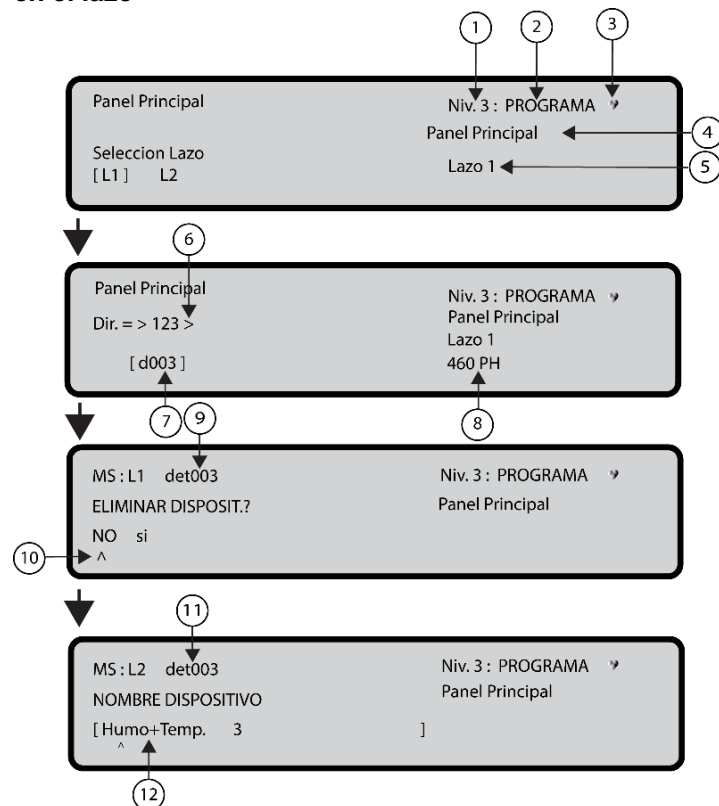 1 2 3
Panel Principal Niv. 3 : PROGRAMA
Panel Principal 4
Seleccion Lazo
[ L1 ] L2 Lazo 1 5
6
Panel Principal Niv. 3 : PROGRAMA
Dir. = > 123 > Panel Principal
Lazo 1
[ d003 ] 460 PH
7 9 8
MS : L1 det003 Niv. 3 : PROGRAMA
ELIMINAR DISPOSIT.? Panel Principal
NO si
10 ^
11
MS : L2 det003 Niv. 3 : PROGRAMA
NOMBRE DISPOSITIVO Panel Principal
[ Humo+Temp. 3 ]
^
12